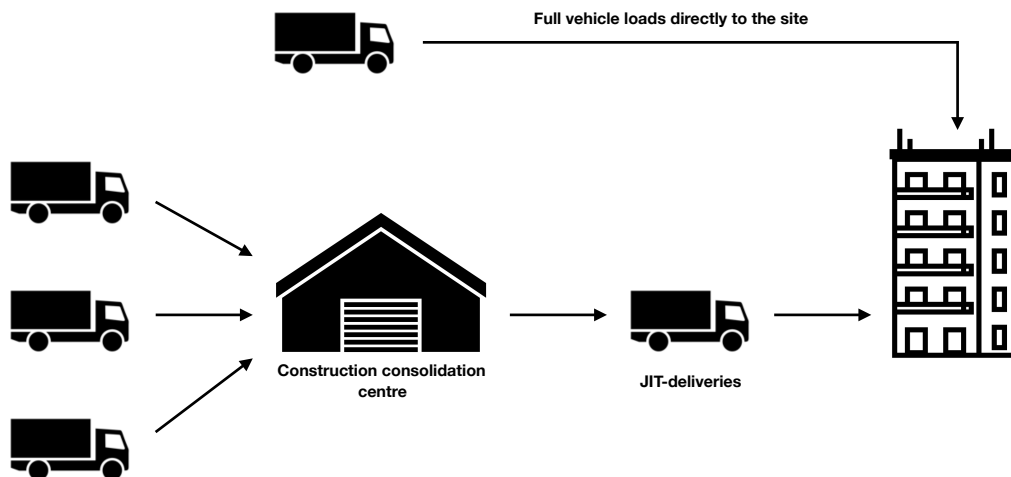 Full vehicle loads directly to the site
Construction consolidation
centre
JIT-deliveries